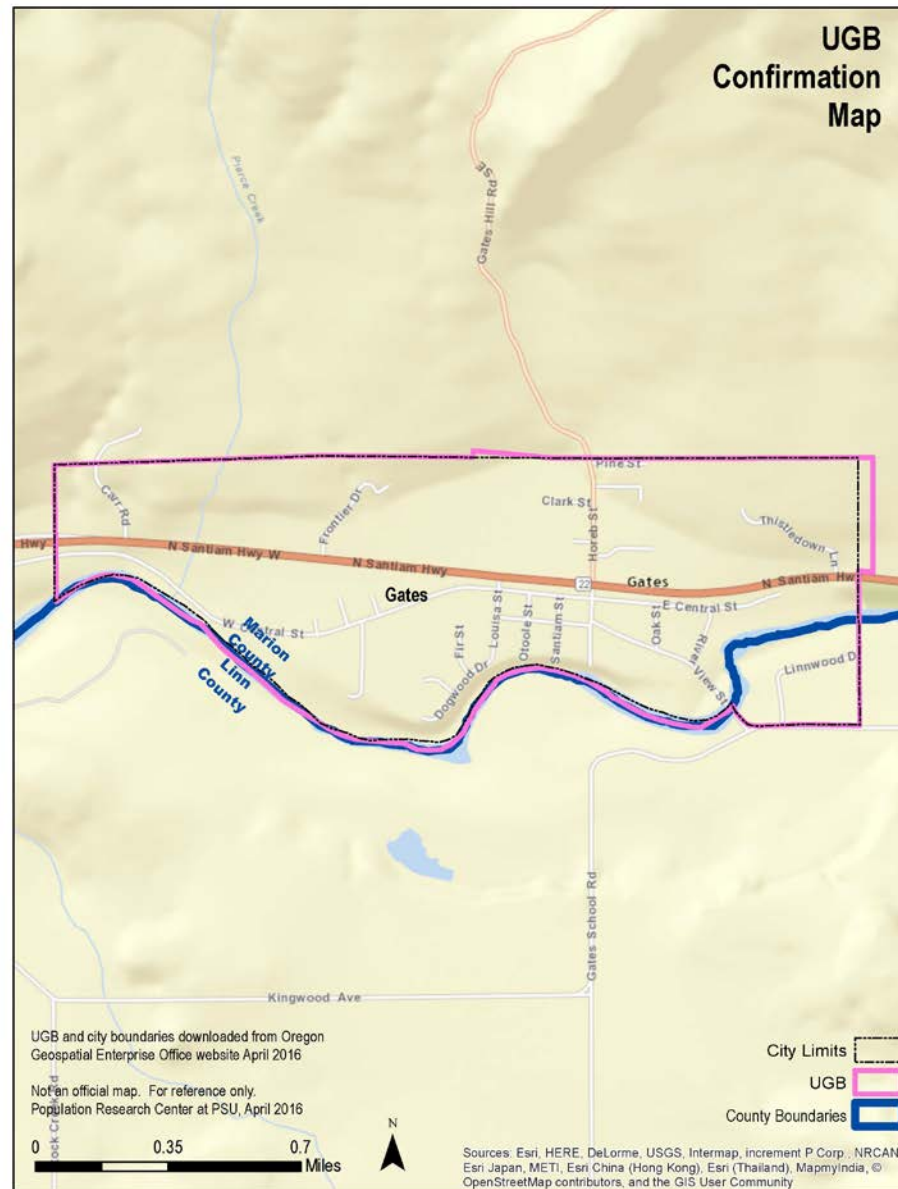 UGB
Confirmation
Map
Pierce Creek
Gates Hill Rd SE
Pine St
Clark St
Carr Rd
Frontier Dr
Horeb St
Thistledown Ln
Hwy
N Santiam Hwy W
N Santiam Hwy
22
Gates
N Santiam Hw
Gates
E Central St
W Central St
Louisa St
Otoole St
Santiam St
Fir St
Oak St
River View St
Dogwood Dr
Linnwood D
Marion
County
Linn
County
Gates School Rd
Kingwood Ave
ock Creek Rd
UGB and city boundaries downloaded from Oregon
Geospatial Enterprise Office website April 2016
Not an official map. For reference only.
Population Research Center at PSU, April 2016
0 0.35 0.7
Miles
N
City Limits
UGB
County Boundaries
Sources: Esri, HERE, DeLorme, USGS, Intermap, increment P Corp., NRCAN,
Esri Japan, METI, Esri China (Hong Kong), Esri (Thailand), MapmyIndia, ©
OpenStreetMap contributors, and the GIS User Community